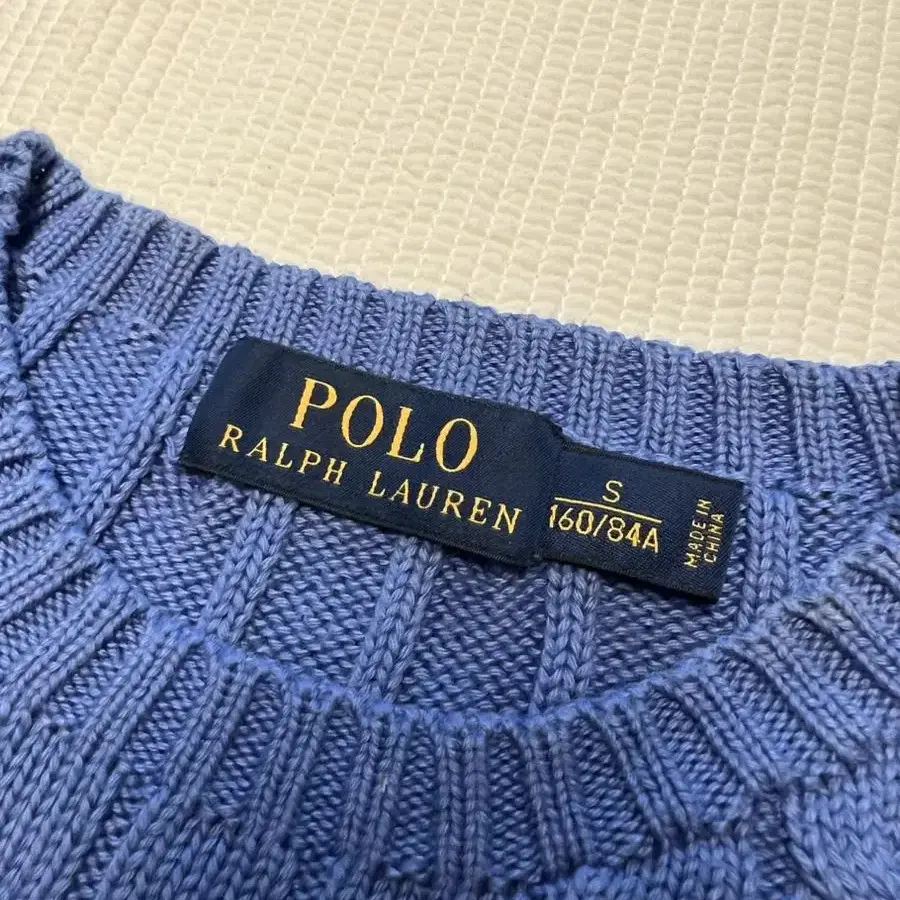 POLO
RALPH LAUREN
S
160/84A
MADE IN
CHINA